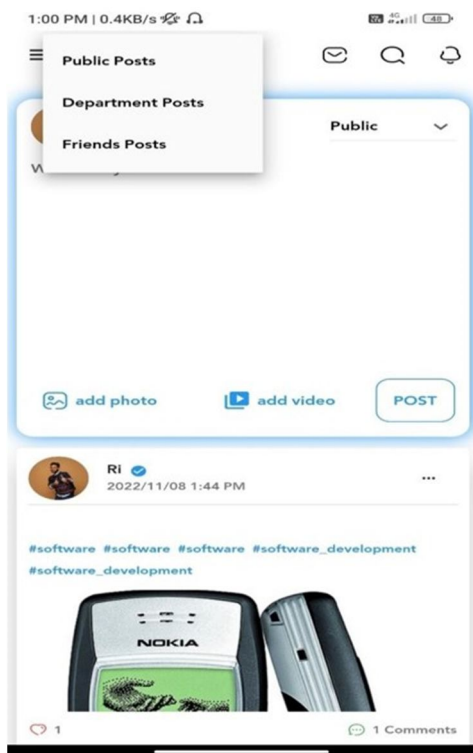 1:00 PM | 0.4KB/s
4G
48
Public Posts
Department Posts
Friends Posts
Public
add photo
add video
POST
Ri
2022/11/08 1:44 PM
...
#software #software #software #software_development
#software_development
NOKIA
1
1 Comments